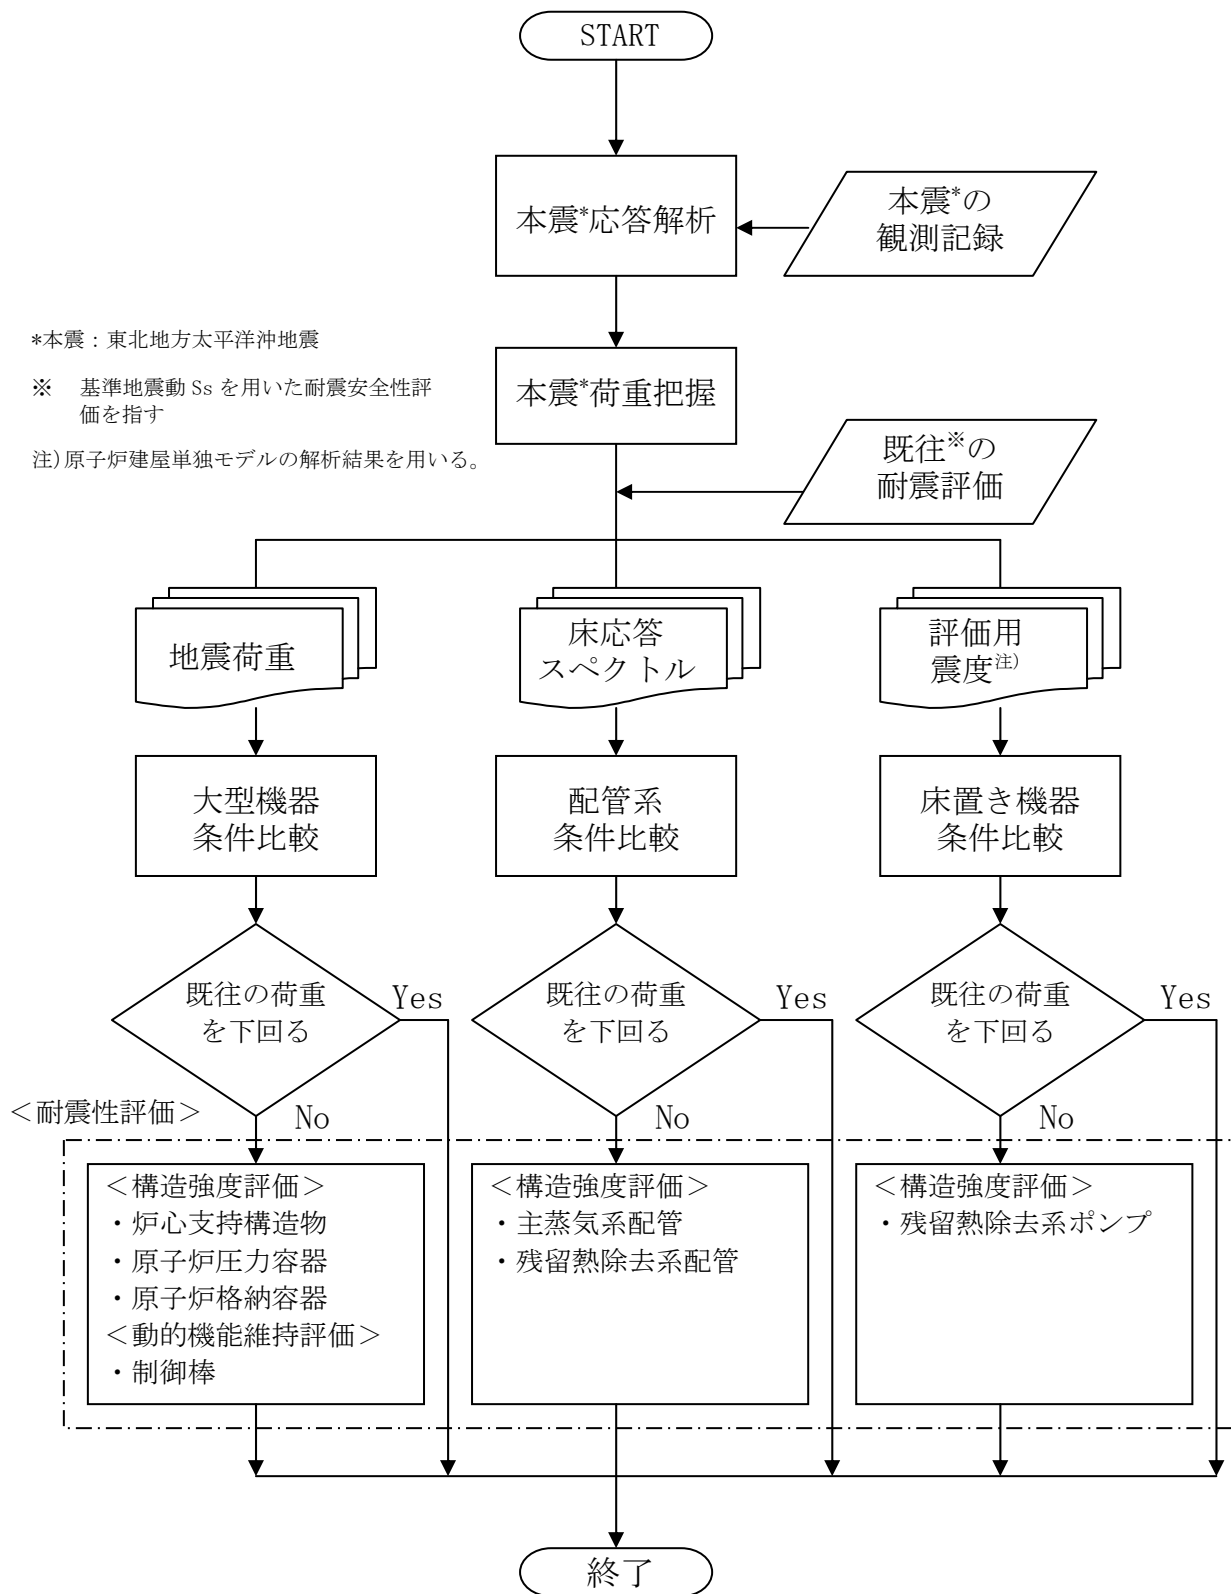 START
本震*応答解析
本震*の
観測記録
*本震：東北地方太平洋沖地震
※ 基準地震動 Ss を用いた耐震安全性評
価を指す
注)原子炉建屋単独モデルの解析結果を用いる。
本震*荷重把握
既往※の
耐震評価
地震荷重
床応答
スペクトル
評価用
震度注)
大型機器
条件比較
配管系
条件比較
床置き機器
条件比較
既往の荷重
を下回る
Yes
既往の荷重
を下回る
Yes
既往の荷重
を下回る
Yes
＜耐震性評価＞
No
No
No
＜構造強度評価＞
・炉心支持構造物
・原子炉圧力容器
・原子炉格納容器
＜動的機能維持評価＞
・制御棒
＜構造強度評価＞
・主蒸気系配管
・残留熱除去系配管
＜構造強度評価＞
・残留熱除去系ポンプ
終了